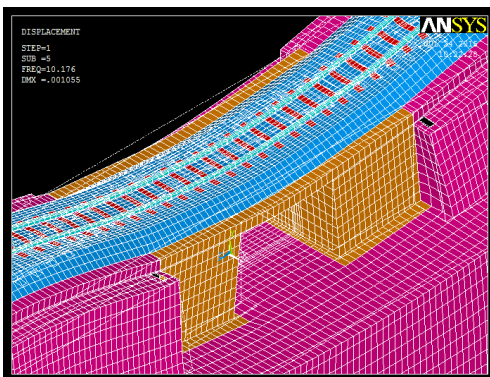 DISPLACEMENT
STEP=1
SUB =5
FREQ=10.176
DMX =.001055
ANSYS